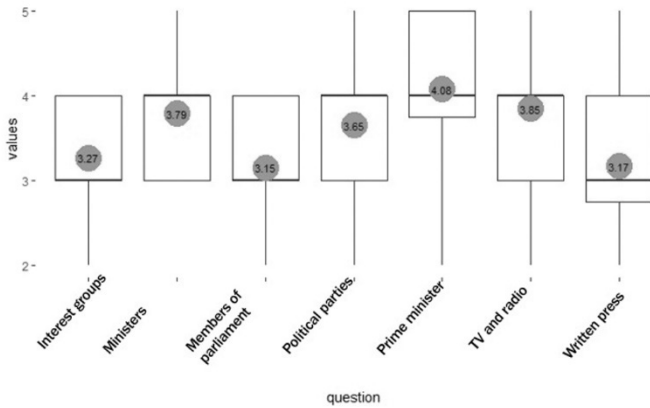 5
4
3
2
values
3.27
3.79
3.15
3.65
4.08
3.85
3.17
Interest groups
Ministers
Members of
parliament
Political parties
Prime minister
TV and radio
Written press
question